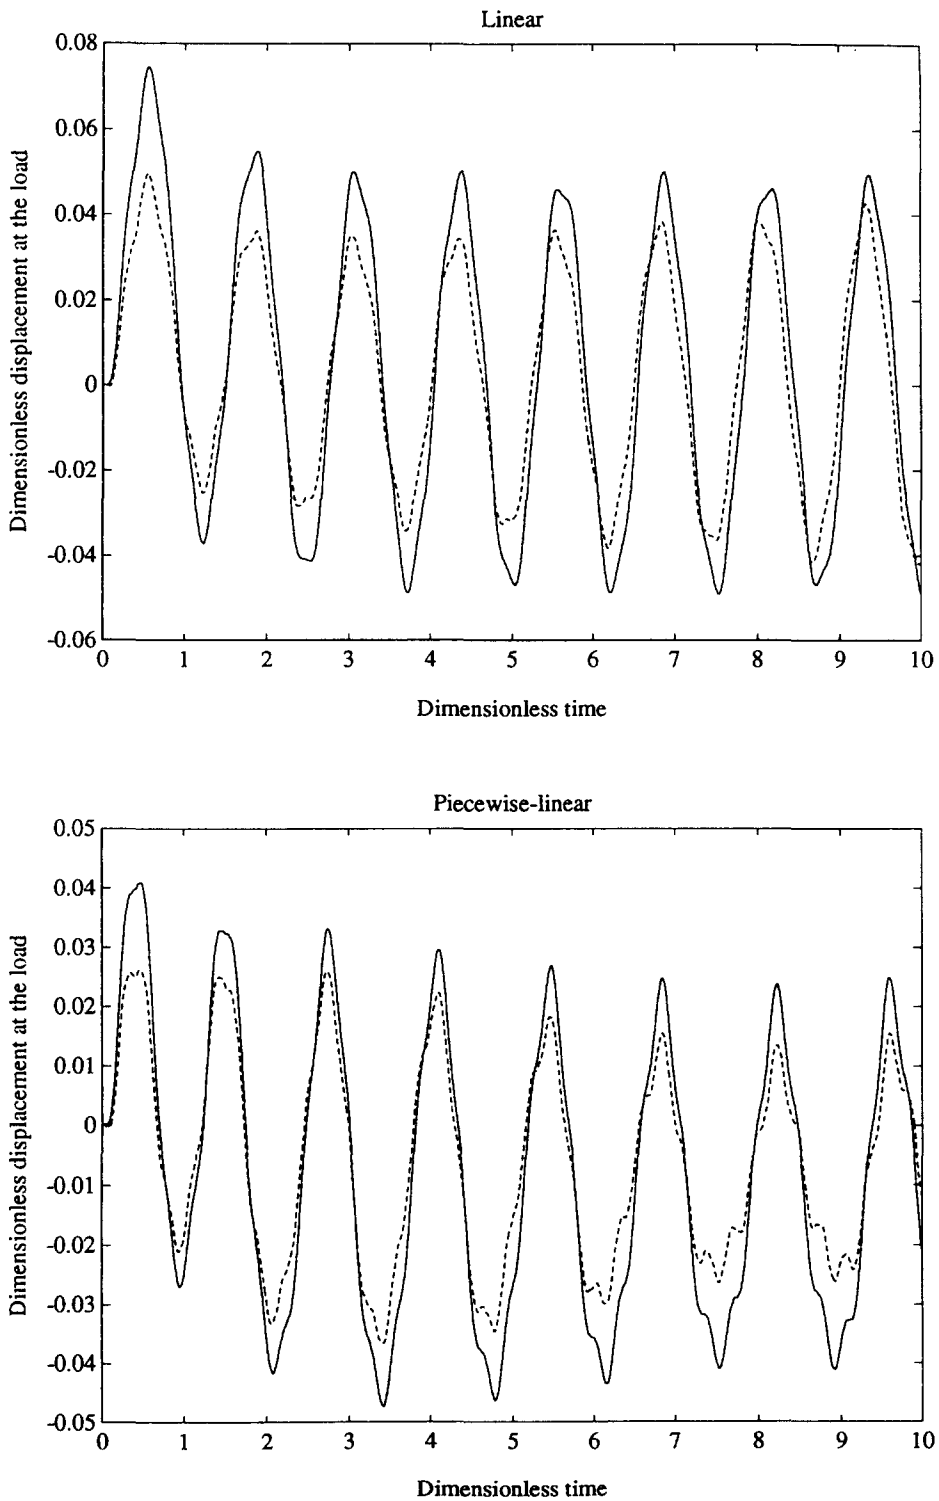 Linear
0.08
0.06
0.04
0.02
0
-0.02
-0.04
-0.06
Dimensionless displacement at the load
0 1 2 3 4 5 6 7 8 9 10
Dimensionless time
Piecewise-linear
0.05
0.04
0.03
0.02
0.01
0
-0.01
-0.02
-0.03
-0.04
-0.05
Dimensionless displacement at the load
0 1 2 3 4 5 6 7 8 9 10
Dimensionless time